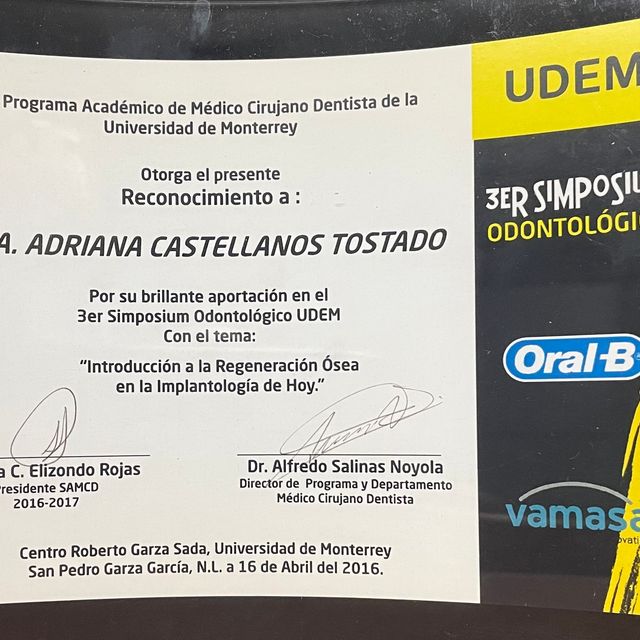 Programa Académico de Médico Cirujano Dentista de la
Universidad de Monterrey
Otorga el presente
Reconocimiento a :
A. ADRIANA CASTELLANOS TOSTADO
Por su brillante aportación en el
3er Simposium Odontológico UDEM
Con el tema:
“Introducción a la Regeneración Ósea
en la Implantología de Hoy.”
a C. Elizondo Rojas
Presidente SAMCD
2016-2017
Dr. Alfredo Salinas Noyola
Director de Programa y Departamento
Médico Cirujano Dentista
Centro Roberto Garza Sada, Universidad de Monterrey
San Pedro Garza García, N.L. a 16 de Abril del 2016.
UDEM
3ER SIMPOSIU
ODONTOLÓGI
Oral-B
vamasa